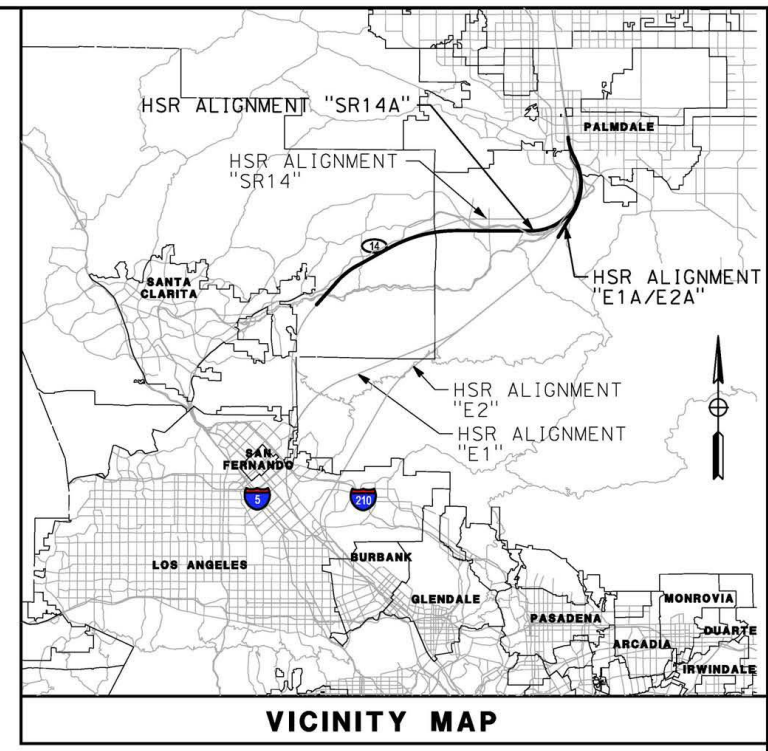 HSR ALIGNMENT "SR14A"
PALMDALE
HSR ALIGNMENT
"SR14"
14
SANTA
CLARITA
HSR ALIGNMENT
"E1A/E2A"
HSR ALIGNMENT
"E2"
HSR ALIGNMENT
"E1"
SAN
FERNANDO
5
210
LOS ANGELES
BURBANK
GLENDALE
PASADENA
MONROVIA
ARCADIA
DUARTE
IRWINDALE
VICINITY MAP